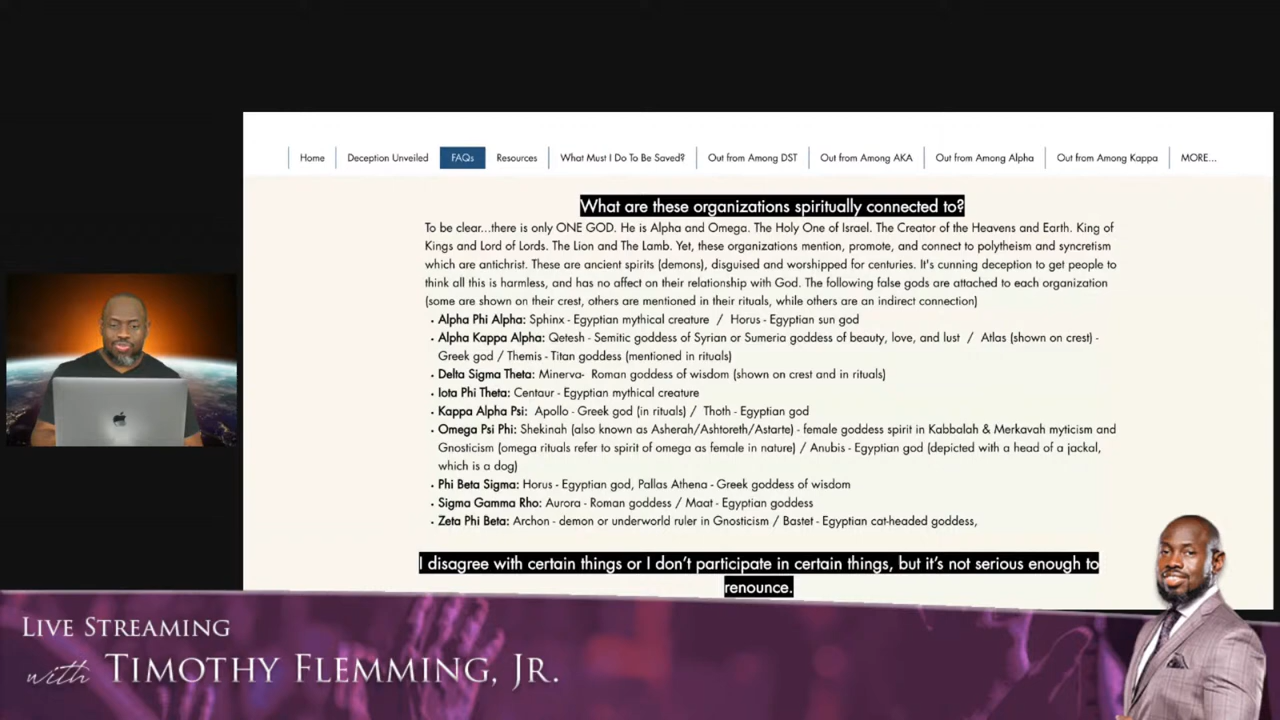 Home
Deception Unveiled
FAQs
Resources
What Must I Do To Be Saved?
Out from Among DST
Out from Among AKA
Out from Among Alpha
Out from Among Kappa
MORE...
What are these organizations spiritually connected to?
To be clear...there is only ONE GOD. He is Alpha and Omega. The Holy One of Israel. The Creator of the Heavens and Earth. King of
Kings and Lord of Lords. The Lion and The Lamb. Yet, these organizations mention, promote, and connect to polytheism and syncretism
which are antichrist. These are ancient spirits (demons), disguised and worshipped for centuries. It's cunning deception to get people to
think all this is harmless, and has no affect on their relationship with God. The following false gods are attached to each organization
(some are shown on their crest, others are mentioned in their rituals, while others are an indirect connection)
• Alpha Phi Alpha: Sphinx - Egyptian mythical creature / Horus - Egyptian sun god
• Alpha Kappa Alpha: Qetesh - Semitic goddess of Syrian or Sumeria goddess of beauty, love, and lust / Atlas (shown on crest) -
Greek god / Themis - Titan goddess (mentioned in rituals)
• Delta Sigma Theta: Minerva- Roman goddess of wisdom (shown on crest and in rituals)
• Iota Phi Theta: Centaur - Egyptian mythical creature
• Kappa Alpha Psi: Apollo - Greek god (in rituals) / Thoth - Egyptian god
• Omega Psi Phi: Shekinah (also known as Asherah/Ashtoreth/Astarte) - female goddess spirit in Kabbalah & Merkavah myticism and
Gnosticism (omega rituals refer to spirit of omega as female in nature) / Anubis - Egyptian god (depicted with a head of a jackal,
which is a dog)
• Phi Beta Sigma: Horus - Egyptian god, Pallas Athena - Greek goddess of wisdom
• Sigma Gamma Rho: Aurora - Roman goddess / Maat - Egyptian goddess
• Zeta Phi Beta: Archon - demon or underworld ruler in Gnosticism / Bastet - Egyptian cat-headed goddess,
I disagree with certain things or I don't participate in certain things, but it's not serious enough to
renounce.
LIVE STREAMING
with TIMOTHY FLEMMING, JR.